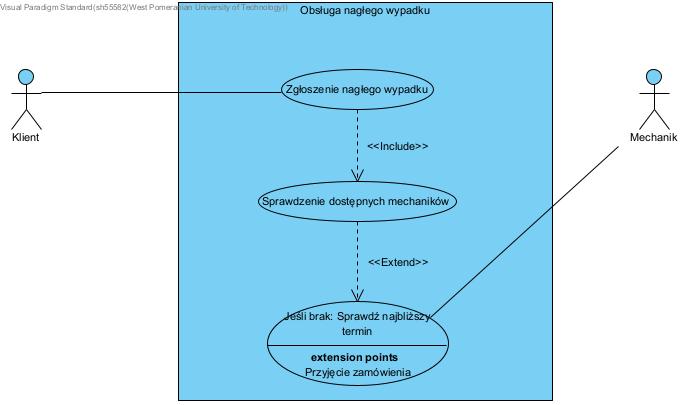 Visual Paradigm Standard(sh55582(West Pomeranian University of Technology))
Obsługa nagłego wypadku
Zgłoszenie nagłego wypadku
Klient
Mechanik
<<Include>>
Sprawdzenie dostępnych mechaników
<<Extend>>
Jeśli brak: Sprawdź najbliższy
termin
extension points
Przyjęcie zamówienia